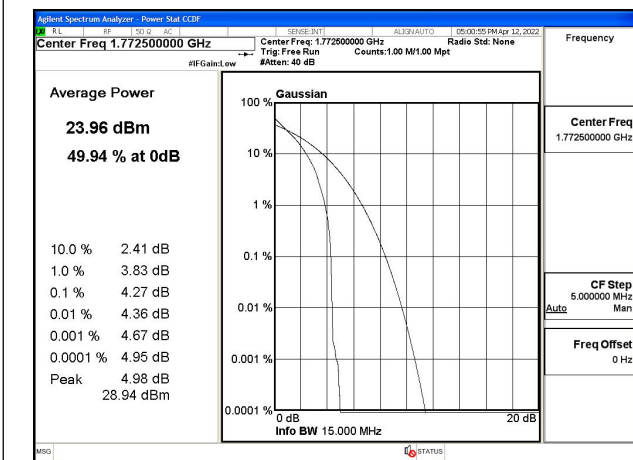 Agilent Spectrum Analyzer - Power Stat CCDF
RL RF 50 Ω AC SENSE:INT ALIGN AUTO 05:00:55 PM Apr 12, 2022
Center Freq 1.772500000 GHz
Center Freq: 1.772500000 GHz Radio Std: None
Trig: Free Run Counts:1.00 M/1.00 Mpt
#IFGain:Low #Atten: 40 dB
Frequency
Average Power
23.96 dBm
49.94 % at 0dB
10.0 % 2.41 dB
1.0 % 3.83 dB
0.1 % 4.27 dB
0.01 % 4.36 dB
0.001 % 4.67 dB
0.0001 % 4.95 dB
Peak 4.98 dB
28.94 dBm
Gaussian
100 %
10 %
1 %
0.1 %
0.01 %
0.001 %
0.0001 %
0 dB 20 dB
Info BW 15.000 MHz
Center Freq
1.772500000 GHz
CF Step
5.000000 MHz
Auto Man
Freq Offset
0 Hz
MSG STATUS